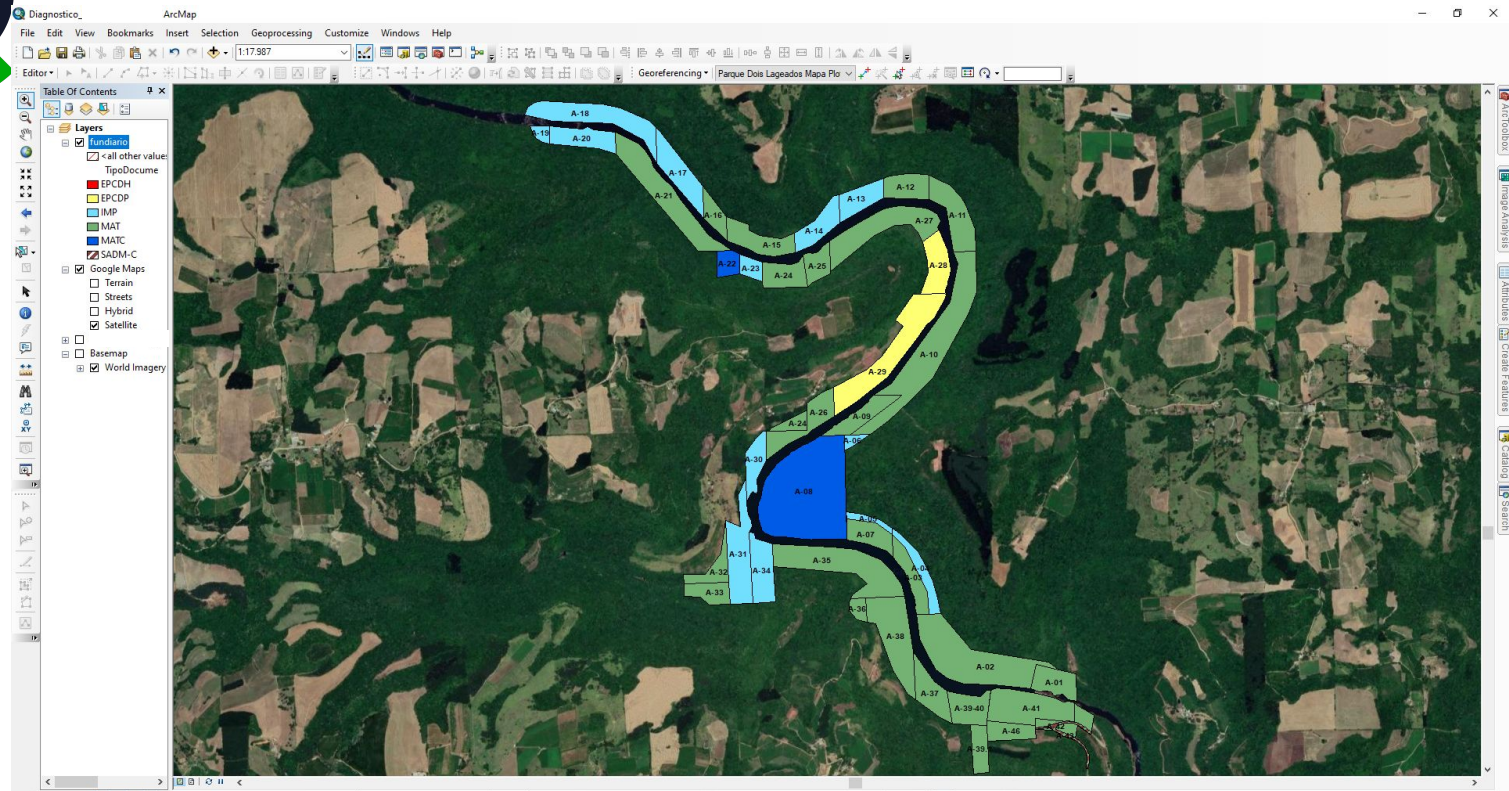 Diagnostico_ ArcMap
File Edit View Bookmarks Insert Selection Geoprocessing Customize Windows Help
1:17.987
Editor Georeferencing Parque Dois Lageados Mapa Plo
Table Of Contents
Layers
fundiario
<all other values
TipoDocume
EPCDH
EPCDP
IMP
MAT
MATC
SADM-C
Google Maps
Terrain
Streets
Hybrid
Satellite
Basemap
World Imagery
ArcToolbox
Image Analysis
Attributes
Create Features
Catalog
Search
A-18
A-19
A-20
A-17
A-21
A-16
A-12
A-13
A-11
A-27
A-14
A-15
A-22
A-23
A-24
A-25
A-28
A-10
A-29
A-26
A-09
A-24
A-06
A-30
A-08
A-05
A-07
A-31
A-35
A-04
A-03
A-32
A-34
A-33
A-36
A-38
A-02
A-01
A-37
A-39-40
A-41
A-42
A-46
A-39